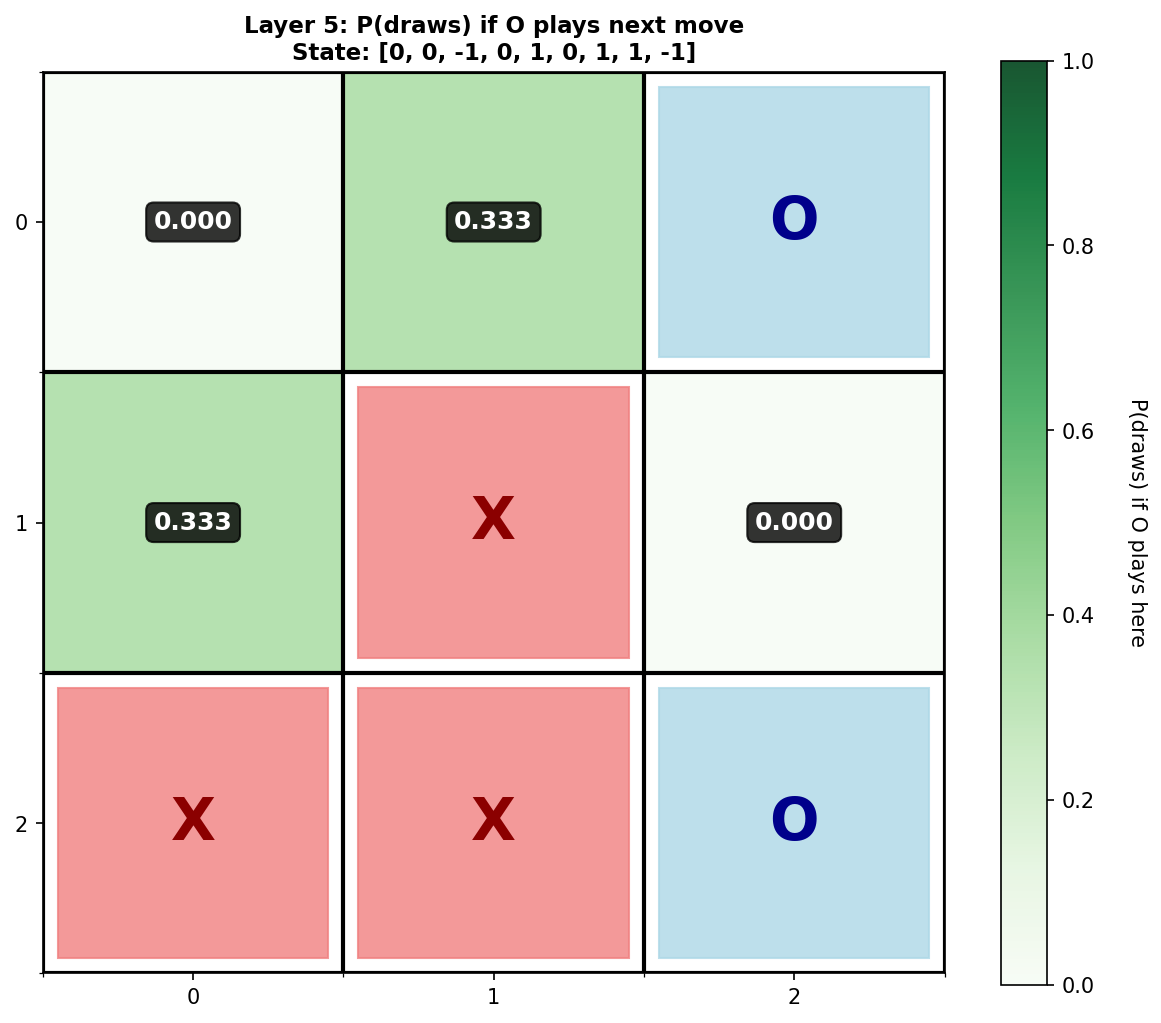 Layer 5: P(draws) if O plays next move
State: [0, 0, -1, 0, 1, 0, 1, 1, -1]
0
0.000
0.333
O
1
0.333
X
0.000
2
X
X
O
0
1
2
1.0
0.8
0.6
0.4
0.2
0.0
P(draws) if O plays here